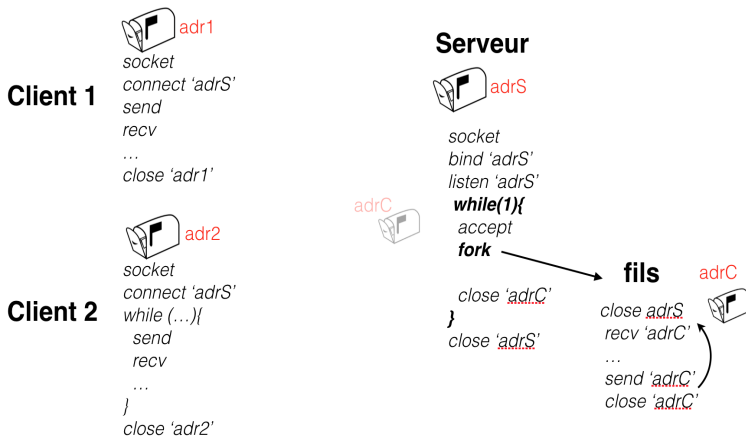 adr1
Client 1
socket
connect ‘adrS’
send
recv
…
close ‘adr1’
adr2
Client 2
socket
connect ‘adrS’
while (…){
send
recv
…
}
close ‘adr2’
adrC
Serveur
adrS
socket
bind ‘adrS’
listen ‘adrS’
while(1){
accept
fork
close ‘adrC’
}
close ‘adrS’
fils
adrC
close adrS
recv ‘adrC’
…
send ‘adrC’
close ‘adrC’